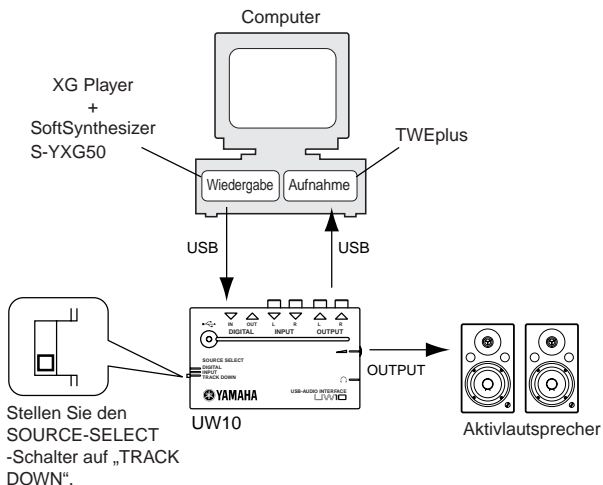 Computer
XG Player
+
SoftSynthesizer
S-YXG50
TWEplus
Wiedergabe
Aufnahme
USB
USB
IN OUT L R L R
DIGITAL INPUT OUTPUT
SOURCE SELECT
DIGITAL
INPUT
TRACK DOWN
YAMAHA
USB-AUDIO INTERFACE
UW10
OUTPUT
UW10
Aktivlautsprecher
Stellen Sie den
SOURCE-SELECT
-Schalter auf „TRACK
DOWN“.